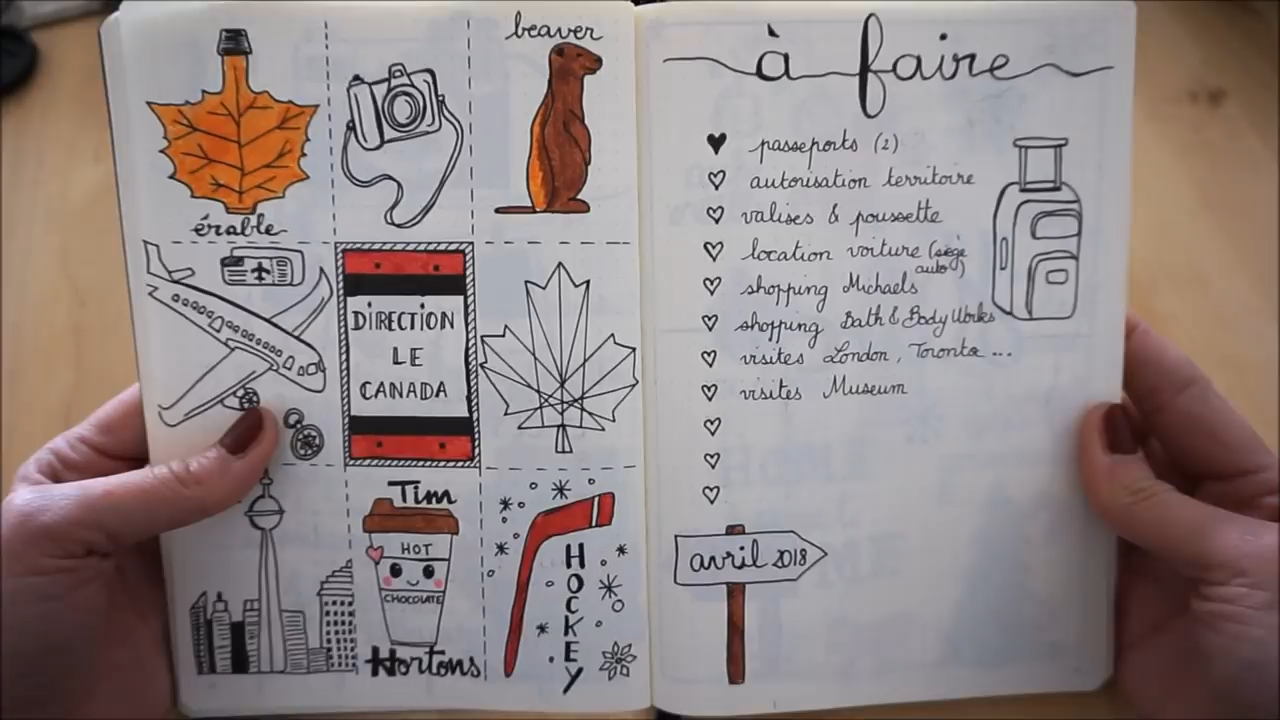 beaver
érable
DIRECTION
LE
CANADA
Tim
HOT
CHOCOLATE
Hortons
HOCKEY
à faire
passeports (2)
autorisation territoire
valises & poussette
location voiture (siège
auto)
shopping Michaels
shopping Bath & Body Works
visites London, Toronto ...
visites Museum
avril 2018